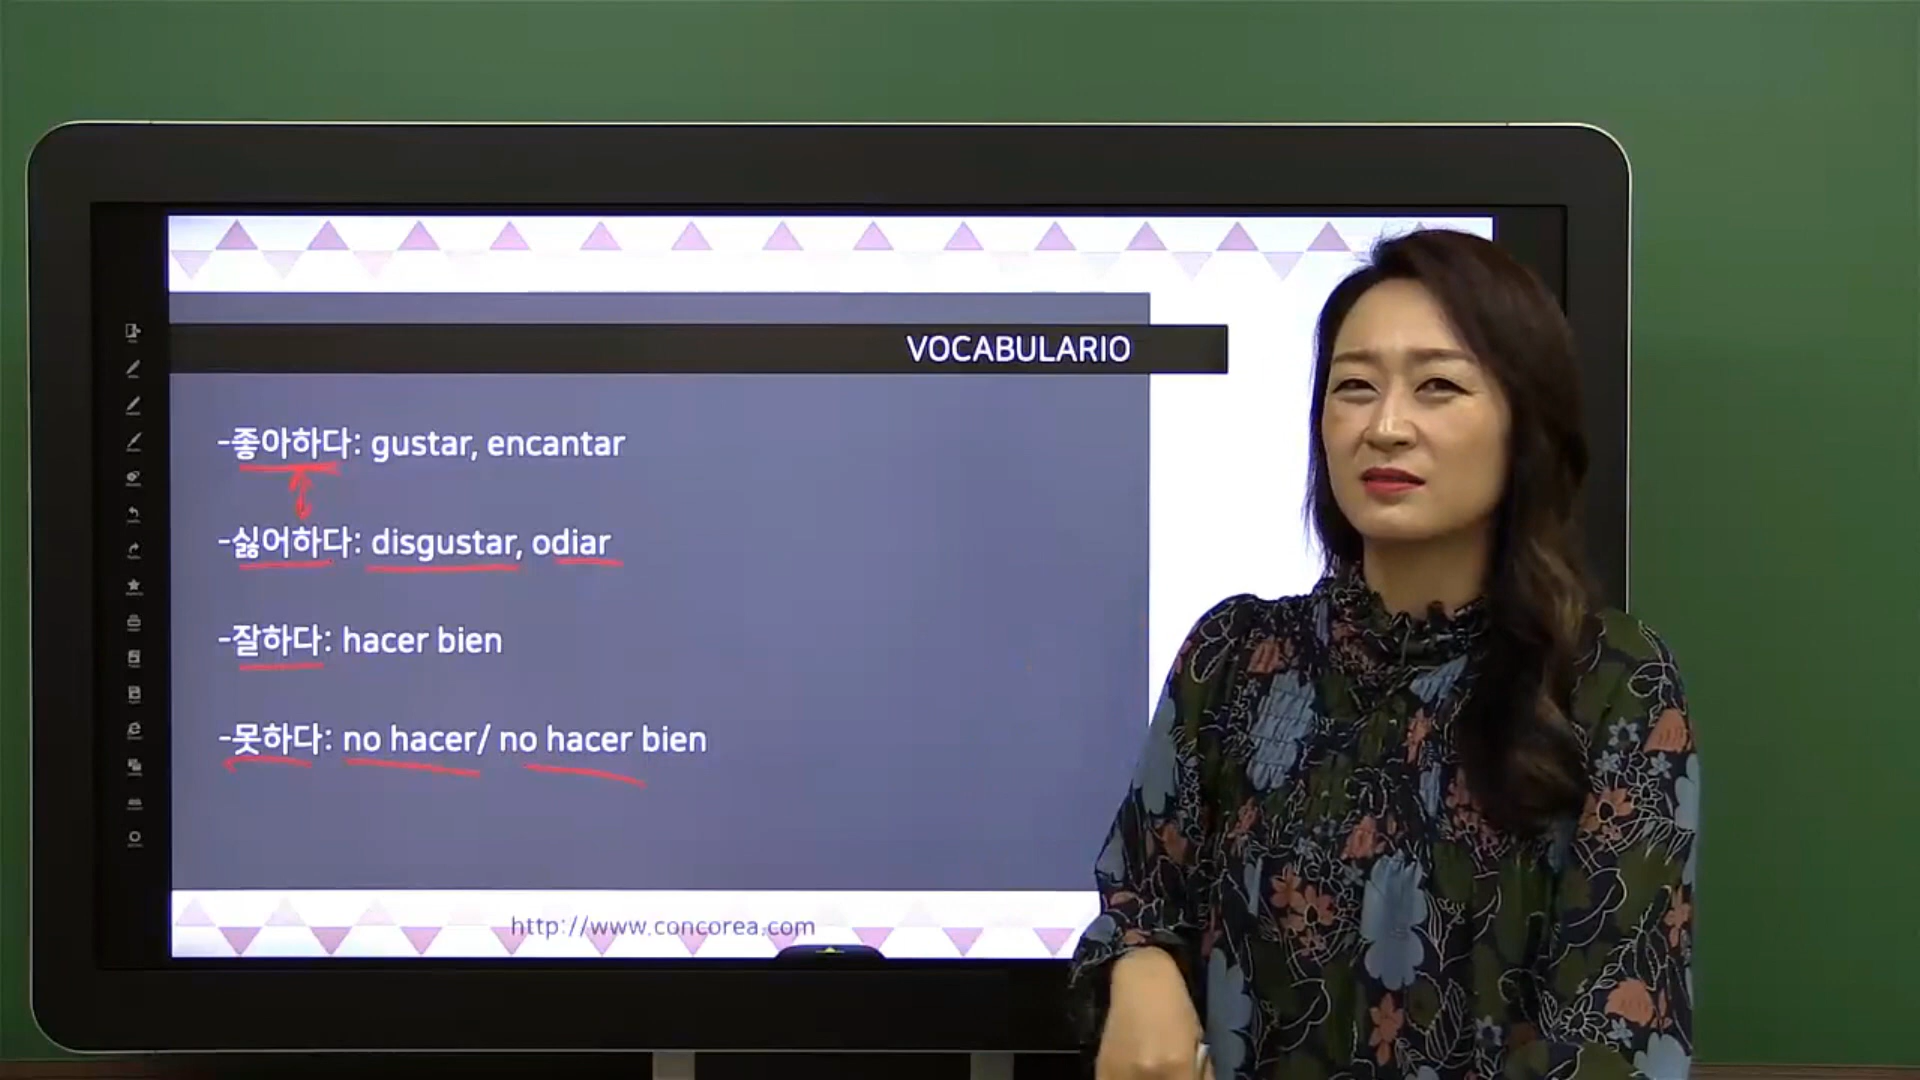 VOCABULARIO
-좋아하다: gustar, encantar
-싫어하다: disgustar, odiar
-잘하다: hacer bien
-못하다: no hacer/ no hacer bien
http://www.concorea.com